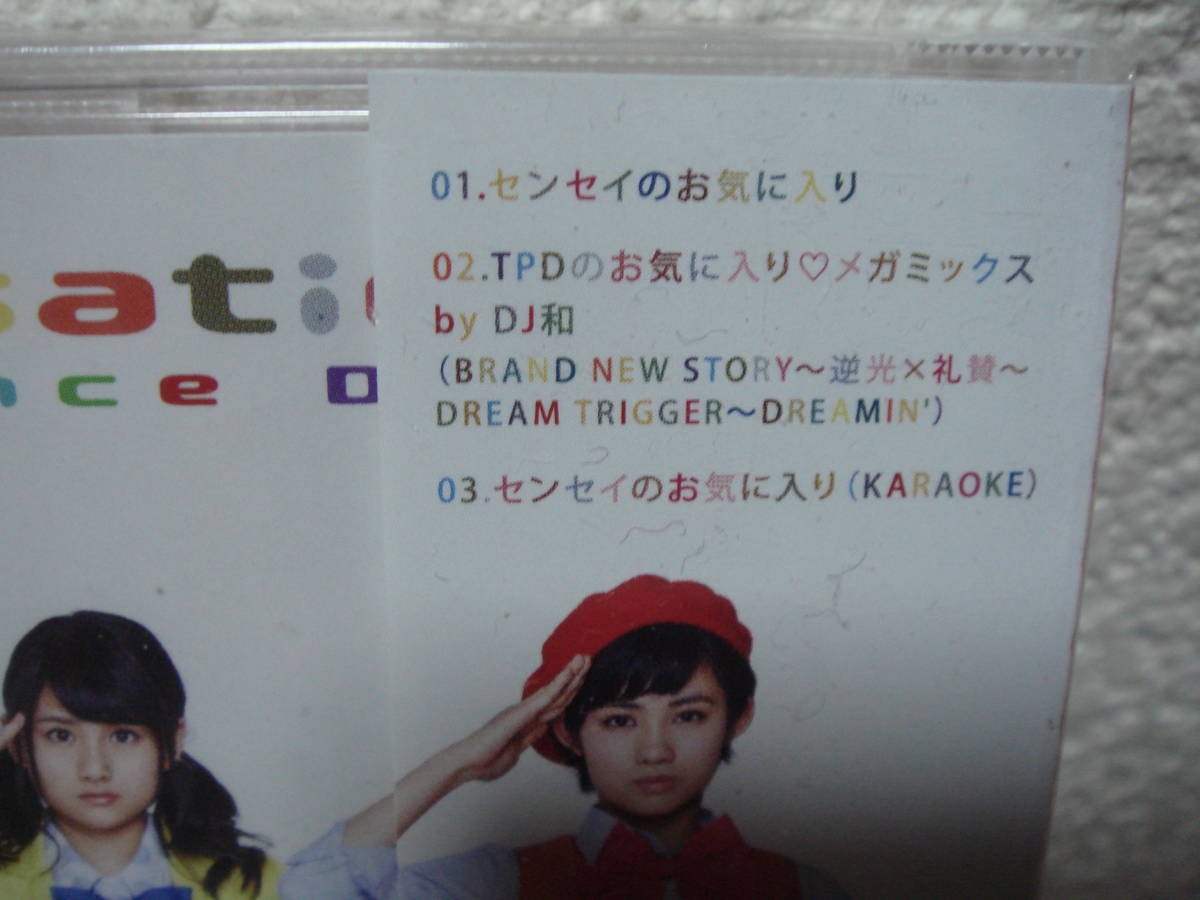 01.センセイのお気に入り
02.TPDのお気に入り♡メガミックス
by DJ和
(BRAND NEW STORY～逆光×礼賛～
DREAM TRIGGER～DREAMIN')
03.センセイのお気に入り(KARAOKE)
sati
nce D